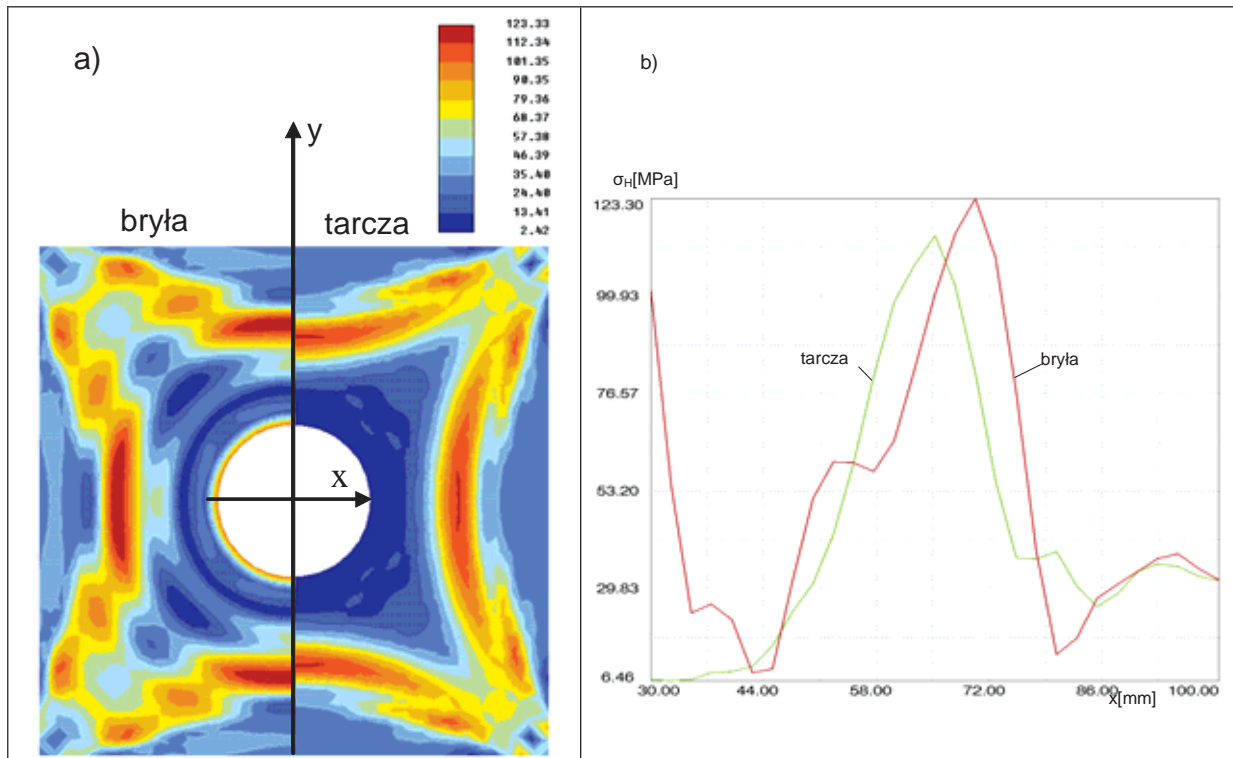 a)
123.33
112.34
101.35
90.35
79.36
68.37
57.38
46.39
35.40
24.40
13.41
2.42
y
bryła
tarcza
x
b)
σH[MPa]
123.30
99.93
76.57
53.20
29.83
6.46
tarcza
bryła
30.00 44.00 58.00 72.00 86.00 100.00
x[mm]